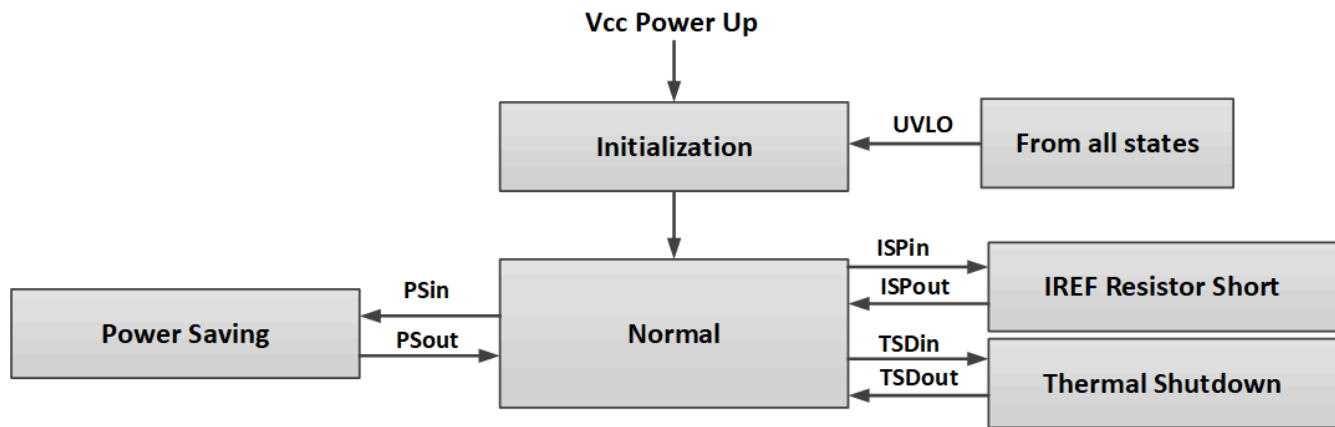 Vcc Power Up
Initialization
UVLO
From all states
Power Saving
PSin
PSout
Normal
ISPin
ISPout
IREF Resistor Short
TSDin
TSDout
Thermal Shutdown